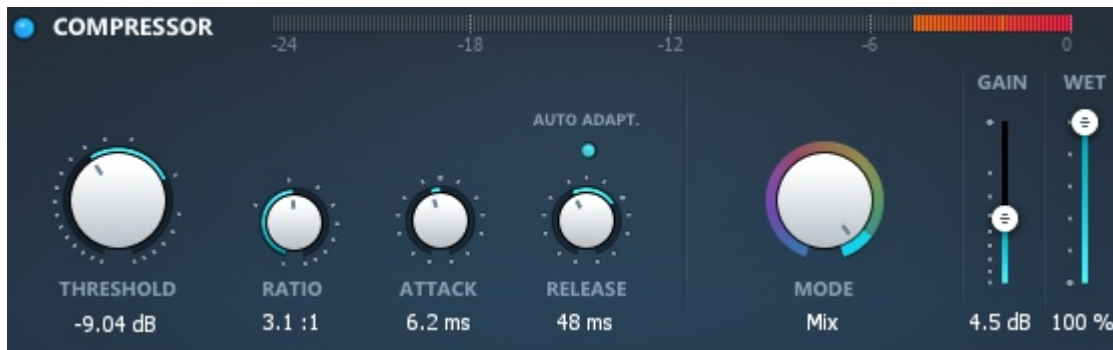 COMPRESSOR
-24 -18 -12 -6 0
GAIN WET
AUTO ADAPT.
THRESHOLD RATIO ATTACK RELEASE MODE
-9.04 dB 3.1 :1 6.2 ms 48 ms Mix 4.5 dB 100 %